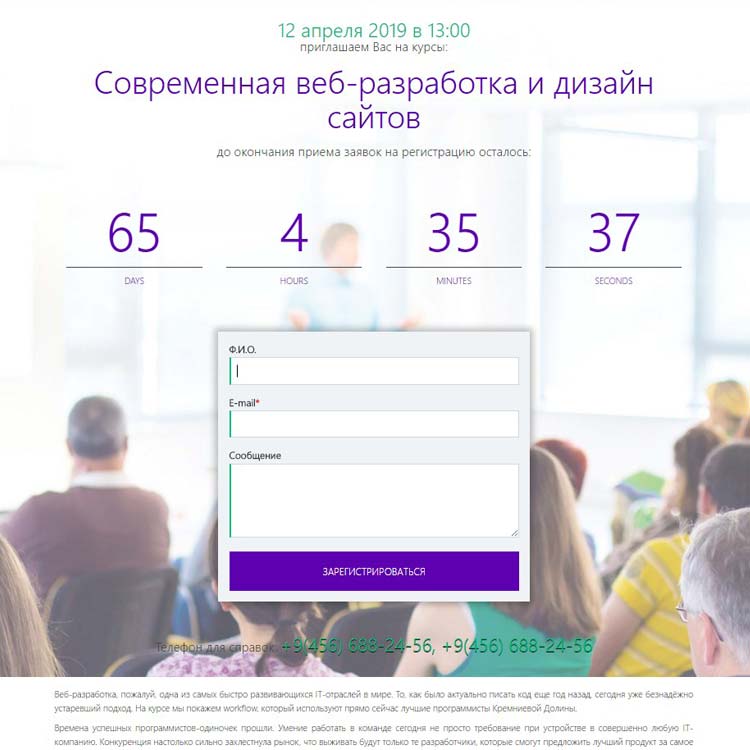 12 апреля 2019 в 13:00
приглашаем Вас на курсы:
Современная веб-разработка и дизайн
сайтов
до окончания приема заявок на регистрацию осталось:
65 4 35 37
DAYS HOURS MINUTES SECONDS
Ф.И.О.
E-mail*
Сообщение
ЗАРЕГИСТРИРОВАТЬСЯ
Телефон для справок: +9(456) 688-24-56, +9(456) 688-24-56
Веб-разработка, пожалуй, одна из самых быстро развивающихся IT-отраслей в мире. То, как было актуально писать код еще год назад, сегодня уже безнадёжно
устаревший подход. На курсе мы покажем workflow, который используют прямо сейчас лучшие программисты Кремниевой Долины.
Времена успешных программистов-одиночек прошли. Умение работать в команде сегодня не просто требование при устройстве в совершенно любую IT-
компанию. Конкуренция настолько сильно захлестнула рынок, что выживать будут только те разработчики, которые смогут предложить лучший продукт за самое